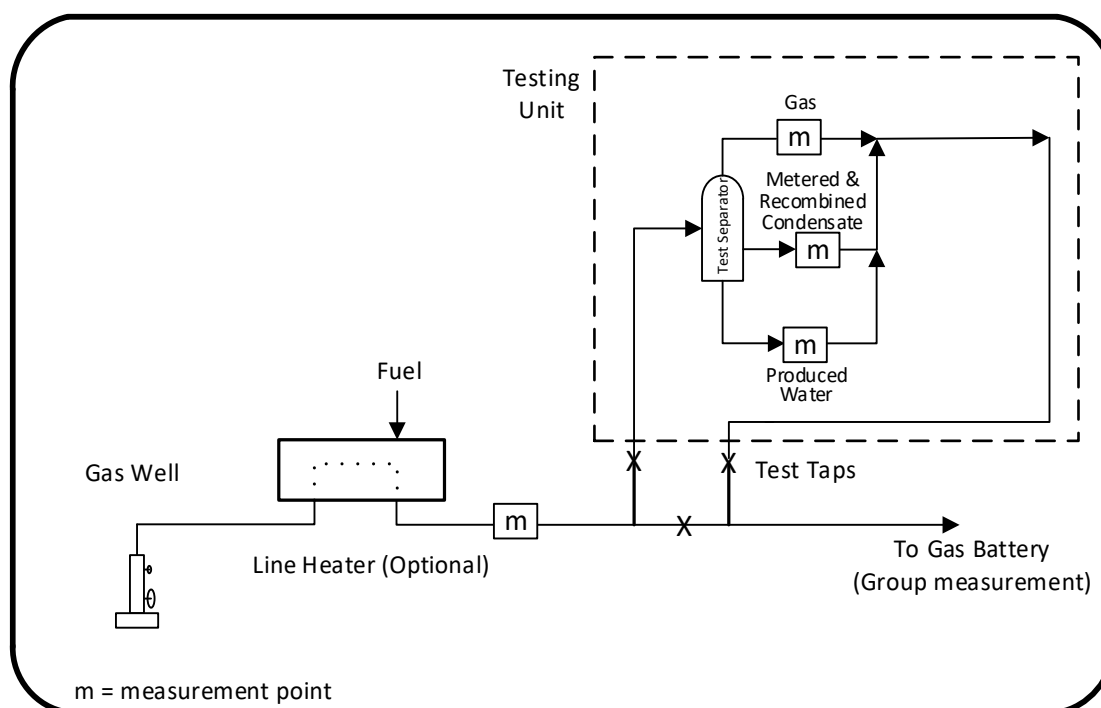 Testing
Unit
Gas
m
Metered &
Recombined
Condensate
m
Test Separator
m
Produced
Water
Fuel
Gas Well
X
X
Test Taps
m
X
Line Heater (Optional)
To Gas Battery
(Group measurement)
m = measurement point